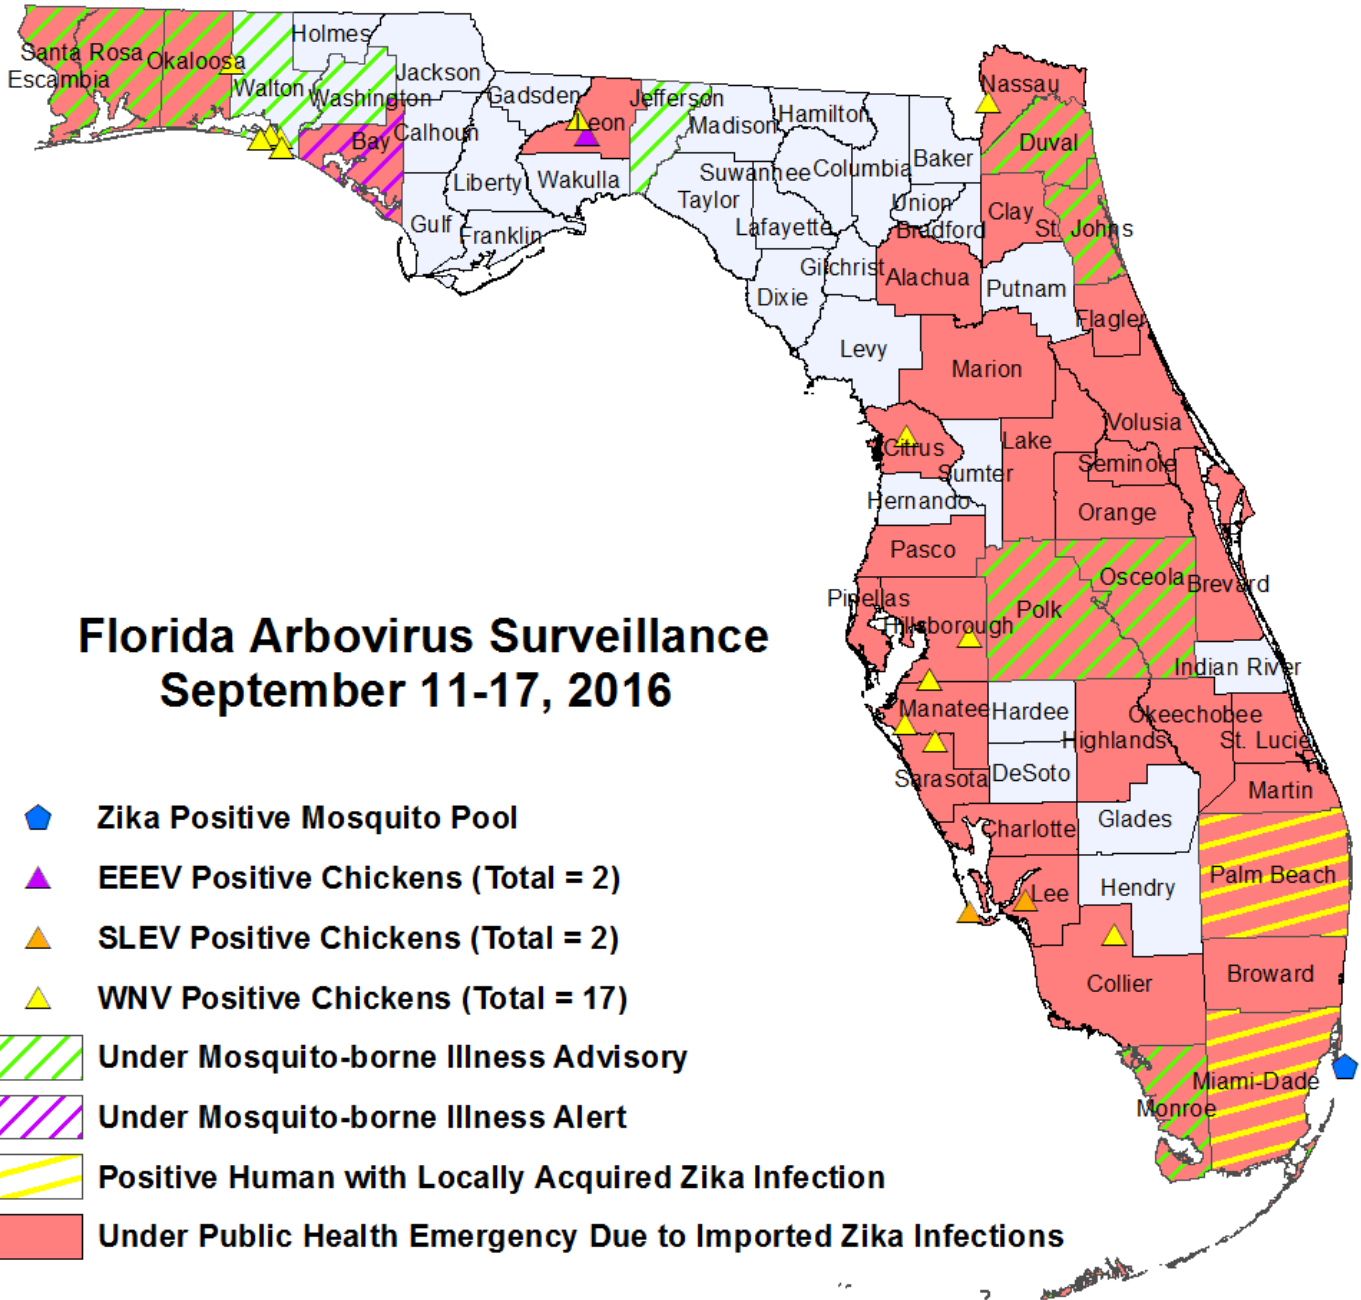 Holmes
Santa Rosa
Okaloosa
Escambia
Walton
Washington
Jackson
Bay
Calhoun
Gadsden
Leon
Jefferson
Madison
Hamilton
Nassau
Duval
Baker
Suwannee
Columbia
Liberty
Wakulla
Taylor
Union
Clay
St. Johns
Gulf
Franklin
Lafayette
Bradford
Gilchrist
Alachua
Putnam
Dixie
Flagler
Levy
Marion
Volusia
Citrus
Lake
Sumter
Seminole
Hernando
Orange
Pasco
Pinellas
Osceola
Brevard
Polk
Hillsborough
Florida Arbovirus Surveillance
September 11-17, 2016
Indian River
Manatee
Hardee
Okeechobee
Highlands
St. Lucie
Sarasota
DeSoto
Martin
Charlotte
Glades
Lee
Hendry
Palm Beach
Collier
Broward
Miami-Dade
Monroe
Zika Positive Mosquito Pool
EEEV Positive Chickens (Total = 2)
SLEV Positive Chickens (Total = 2)
WNV Positive Chickens (Total = 17)
Under Mosquito-borne Illness Advisory
Under Mosquito-borne Illness Alert
Positive Human with Locally Acquired Zika Infection
Under Public Health Emergency Due to Imported Zika Infections